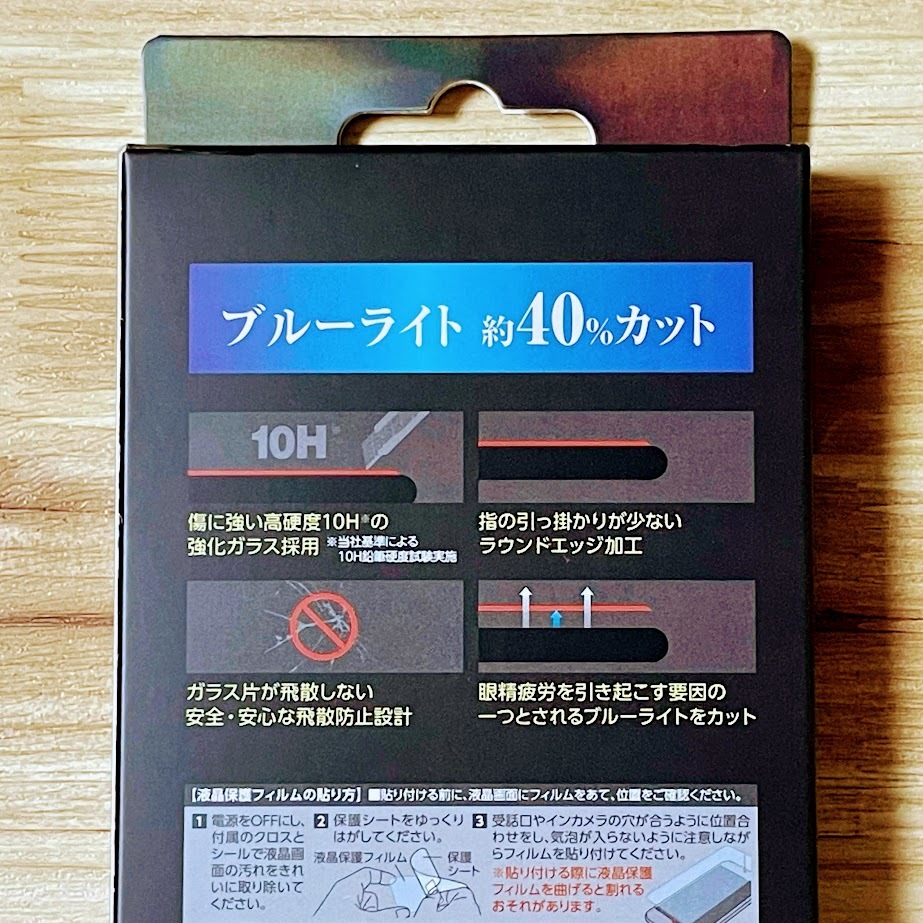 ブルーライト 約40%カット
10H※
傷に強い高硬度10H※の
強化ガラス採用 ※当社基準による
10H鉛筆硬度試験実施
指の引っ掛かりが少ない
ラウンドエッジ加工
ガラス片が飛散しない
安全・安心な飛散防止設計
眼精疲労を引き起こす要因の
一つとされるブルーライトをカット
【液晶保護フィルムの貼り方】 ■貼り付ける前に、液晶画面にフィルムをあて、位置をご確認ください。
1 電源をOFFにし、
付属のクロスと
シールで液晶画
面の汚れをきれ
いに取り除いて
ください。
2 保護シートをゆっくり
はがしてください。
液晶保護フィルム
保護
シート
3 受話口やインカメラの穴が合うように位置合
わせをし、気泡が入らないように注意しなが
らフィルムを貼り付けてください。
※貼り付ける際に液晶保護
フィルムを曲げると割れる
おそれがあります。